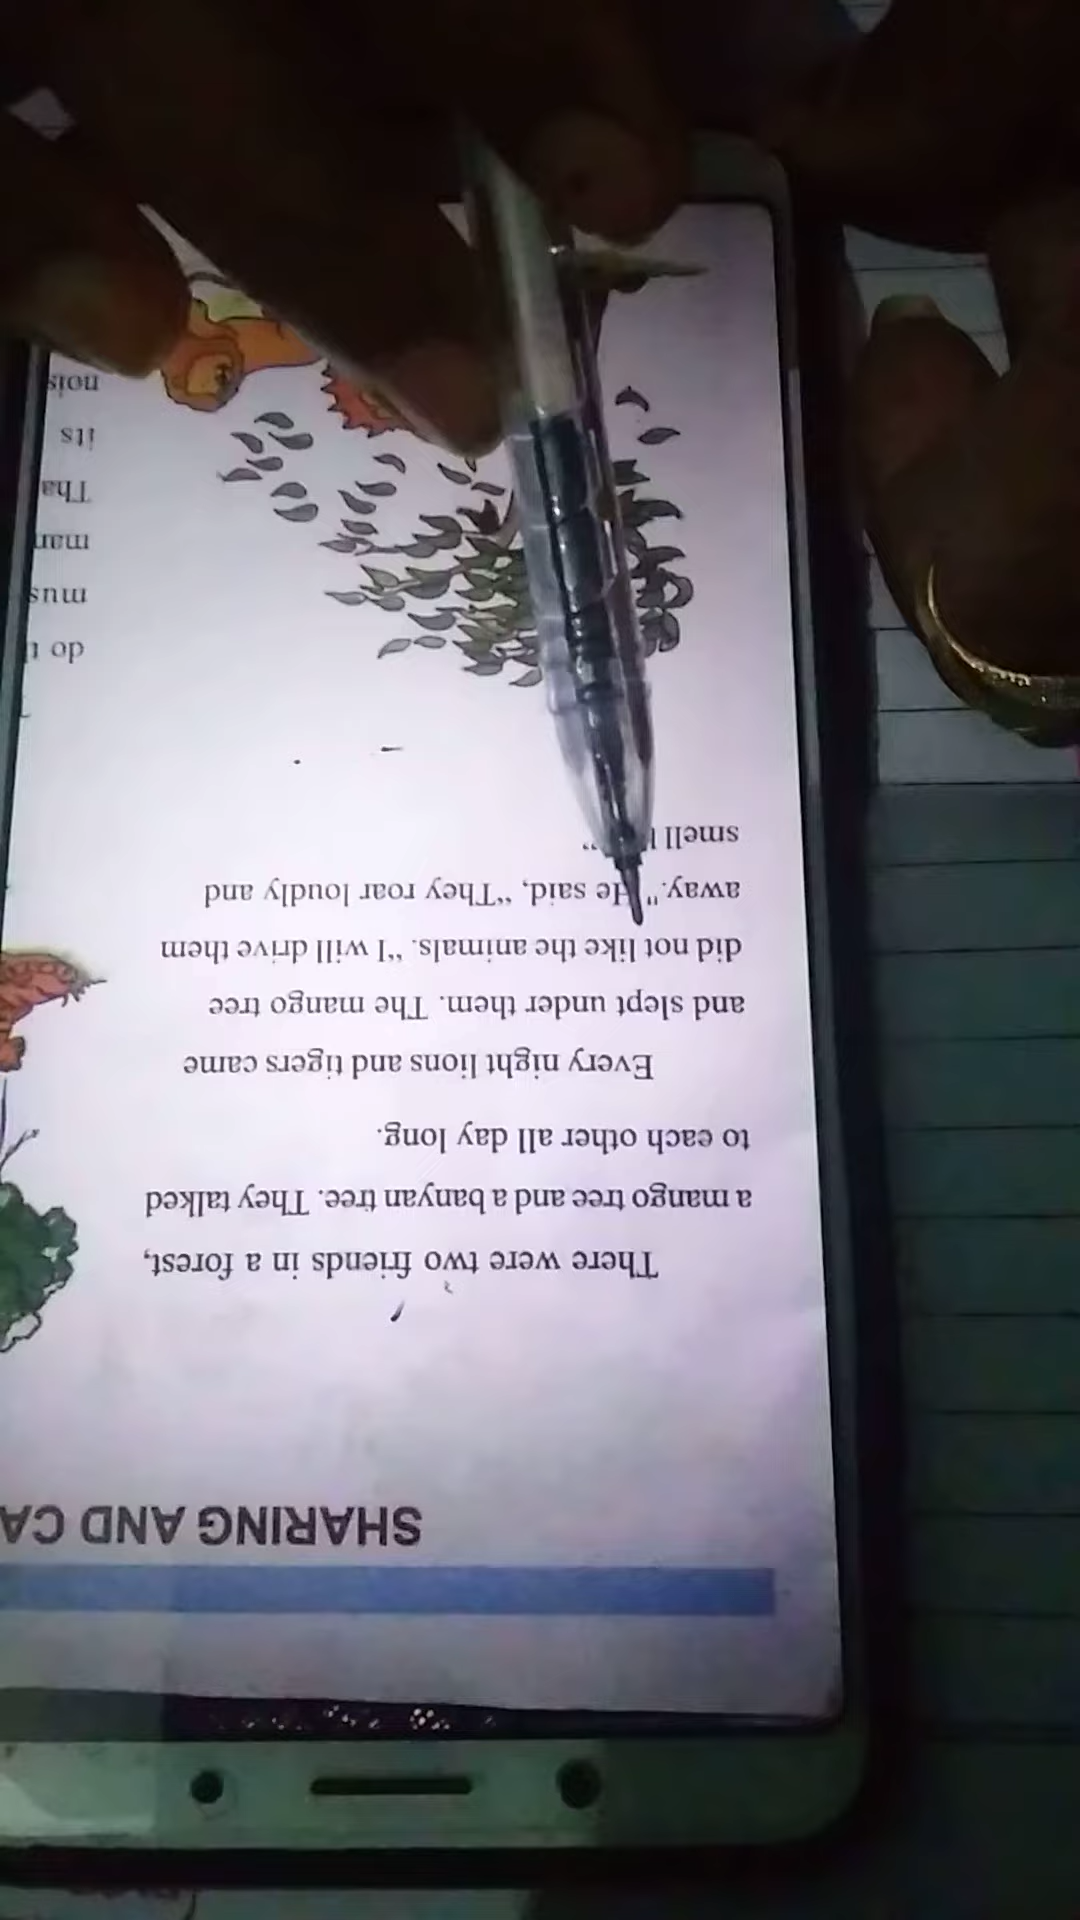 SHARING AND CA
There were two friends in a forest,
a mango tree and a banyan tree. They talked
to each other all day long.
Every night lions and tigers came
and slept under them. The mango tree
did not like the animals. “I will drive them
away." He said, “They roar loudly and
smell ”
do t
mus
man
Tha
its
nois